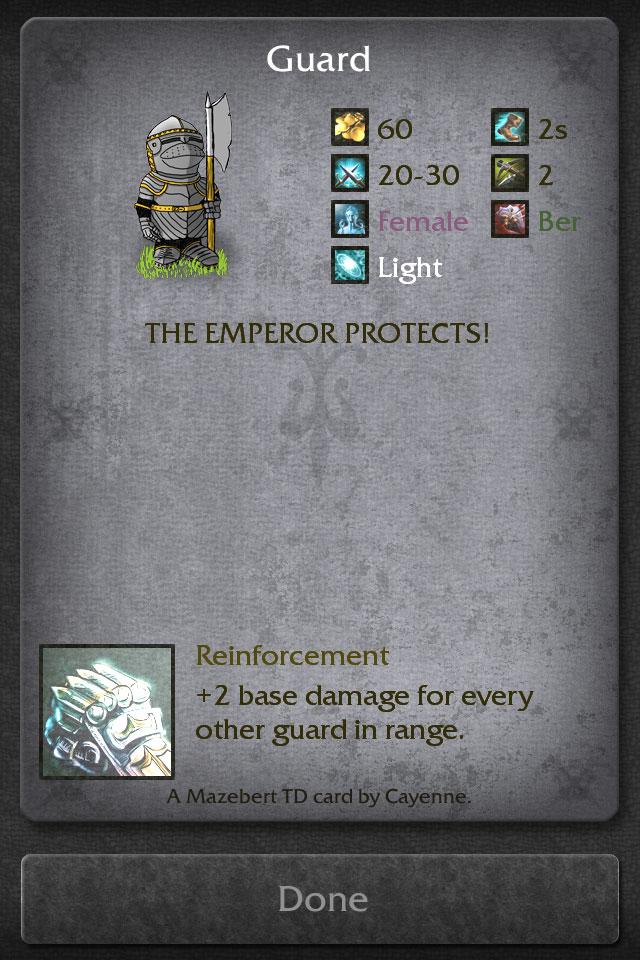 Guard
60 2s
20-30 2
Female Ber
Light
THE EMPEROR PROTECTS!
Reinforcement
+2 base damage for every
other guard in range.
A Mazebert TD card by Cayenne.
Done